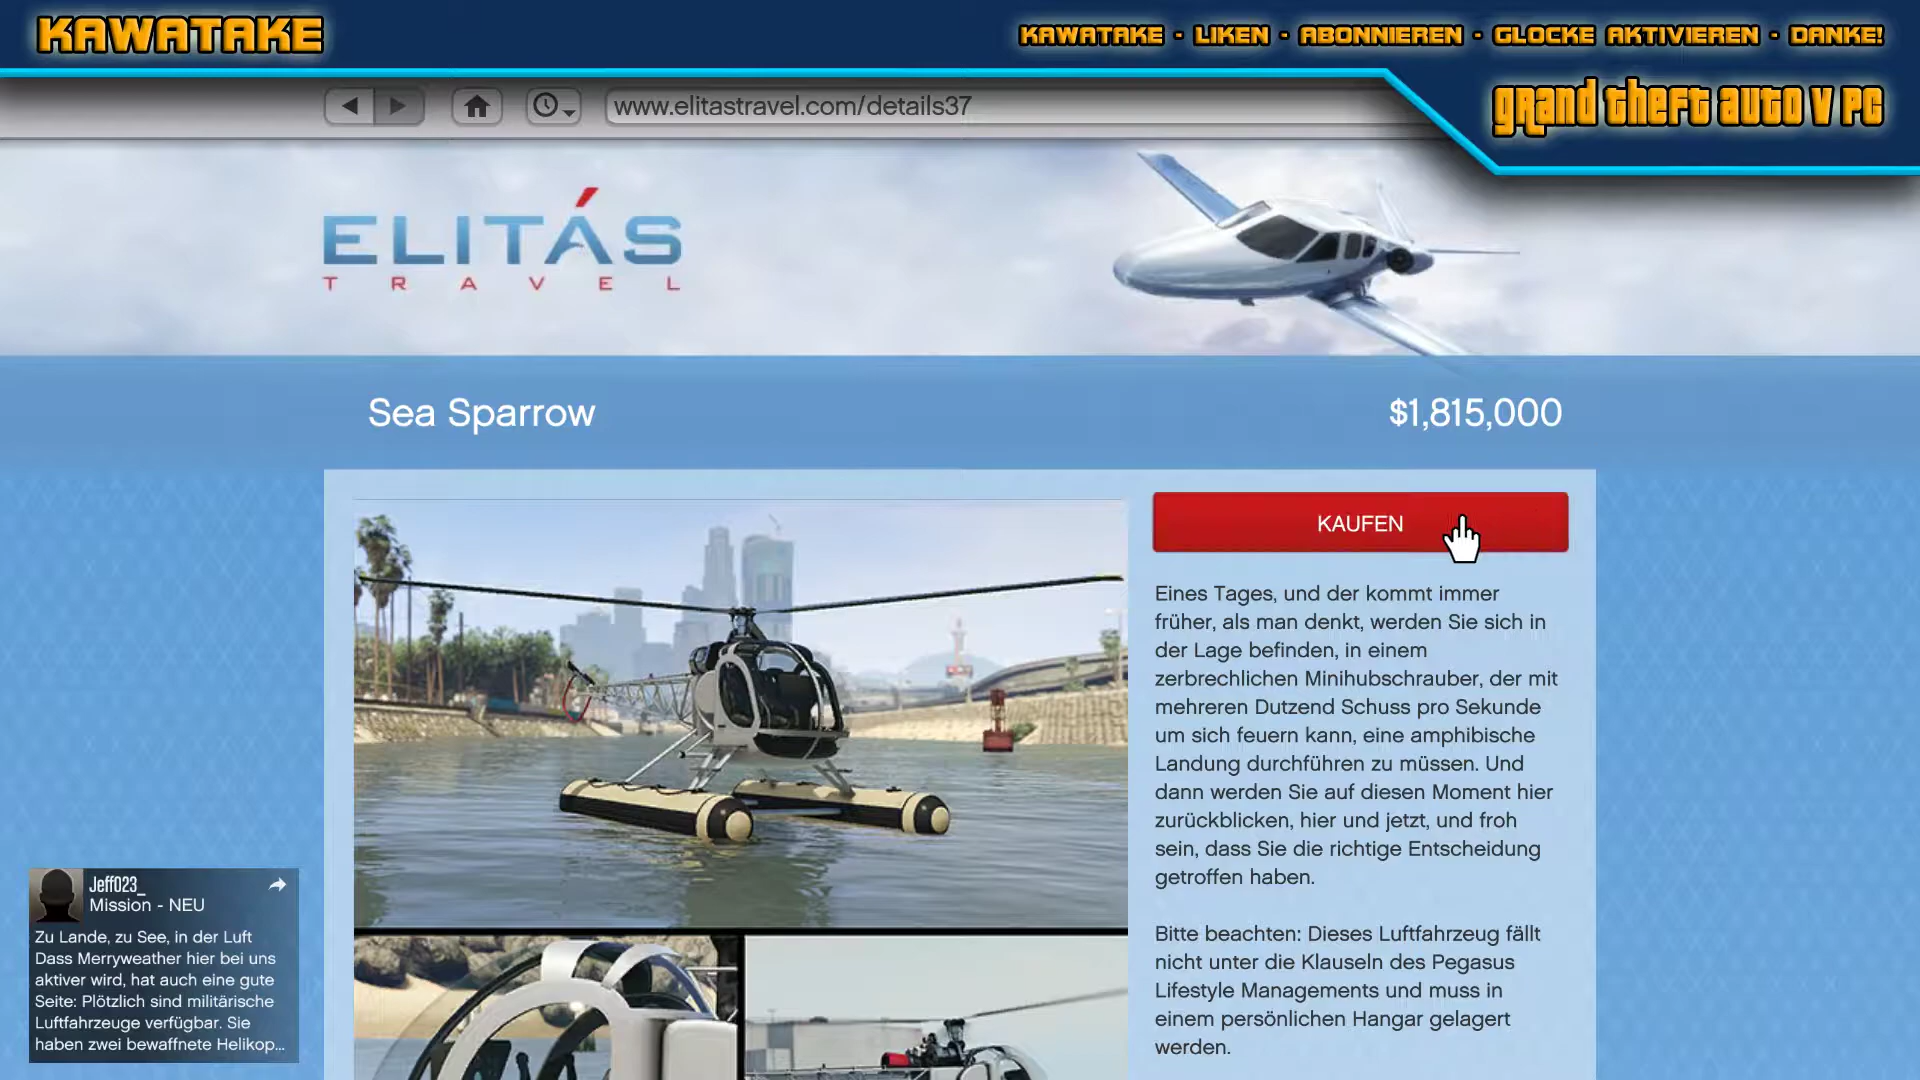 KAWATAKE
KAWATAKE - LIKEN - ABONNIEREN - GLOCKE AKTIVIEREN - DANKE!
grand theft auto V PC
www.elitastravel.com/details37
ELITÁS
TRAVEL
Sea Sparrow
$1,815,000
KAUFEN
Eines Tages, und der kommt immer
früher, als man denkt, werden Sie sich in
der Lage befinden, in einem
zerbrechlichen Minihubschrauber, der mit
mehreren Dutzend Schuss pro Sekunde
um sich feuern kann, eine amphibische
Landung durchführen zu müssen. Und
dann werden Sie auf diesen Moment hier
zurückblicken, hier und jetzt, und froh
sein, dass Sie die richtige Entscheidung
getroffen haben.
Bitte beachten: Dieses Luftfahrzeug fällt
nicht unter die Klauseln des Pegasus
Lifestyle Managements und muss in
einem persönlichen Hangar gelagert
werden.
Jeff023_
Mission - NEU
Zu Lande, zu See, in der Luft
Dass Merryweather hier bei uns
aktiver wird, hat auch eine gute
Seite: Plötzlich sind militärische
Luftfahrzeuge verfügbar. Sie
haben zwei bewaffnete Helikop...